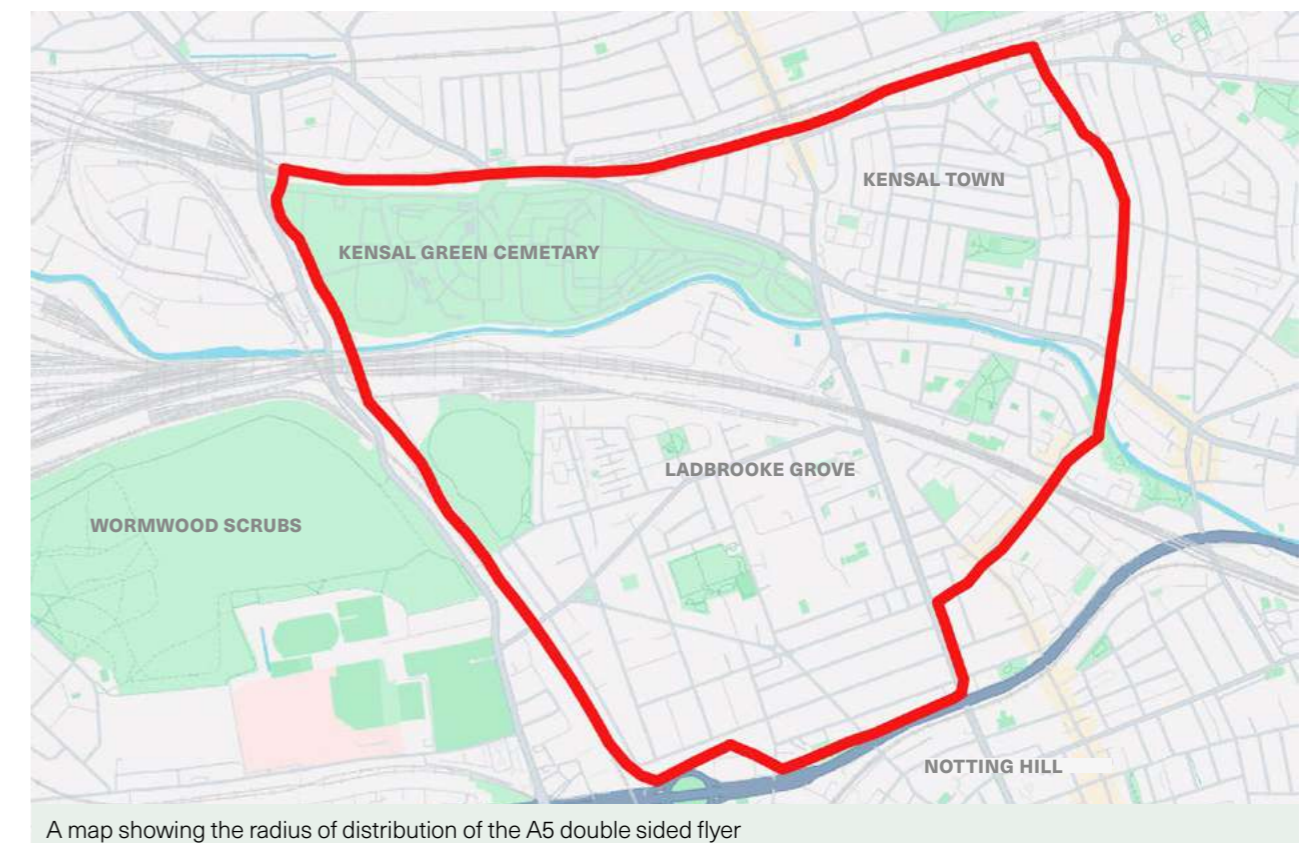 KENSAL TOWN
KENSAL GREEN CEMETARY
LADBROOKE GROVE
WORMWOOD SCRUBS
NOTTING HILL
A map showing the radius of distribution of the A5 double sided flyer